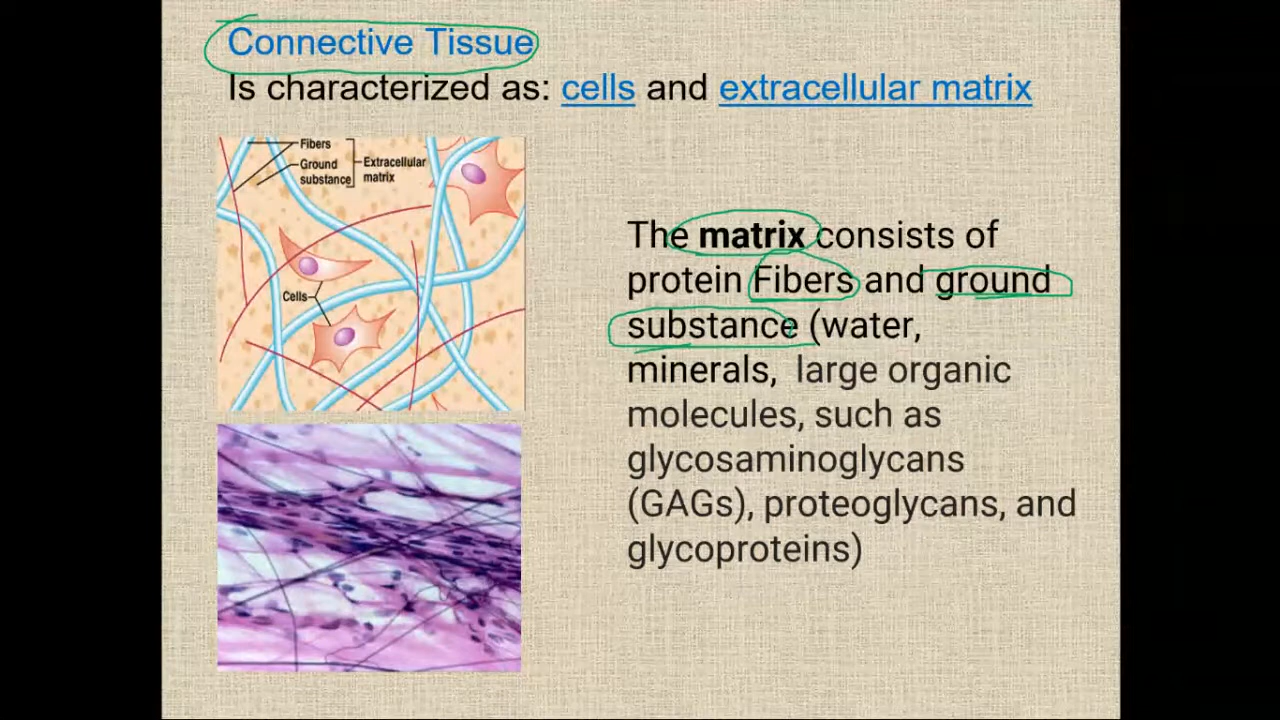 Connective Tissue
Is characterized as: cells and extracellular matrix
Fibers
Ground
substance
Extracellular
matrix
Cells
The matrix consists of
protein Fibers and ground
substance (water,
minerals, large organic
molecules, such as
glycosaminoglycans
(GAGs), proteoglycans, and
glycoproteins)